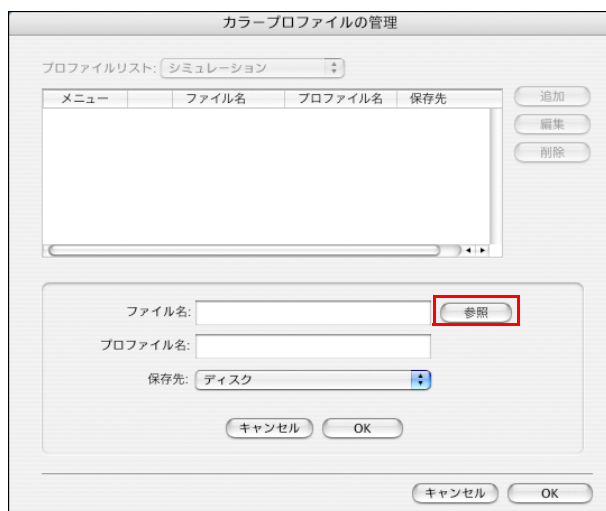 カラープロファイルの管理
プロファイルリスト: シミュレーション
メニュー ファイル名 プロファイル名 保存先
追加
編集
削除
ファイル名: 参照
プロファイル名:
保存先: ディスク
キャンセル OK
キャンセル OK